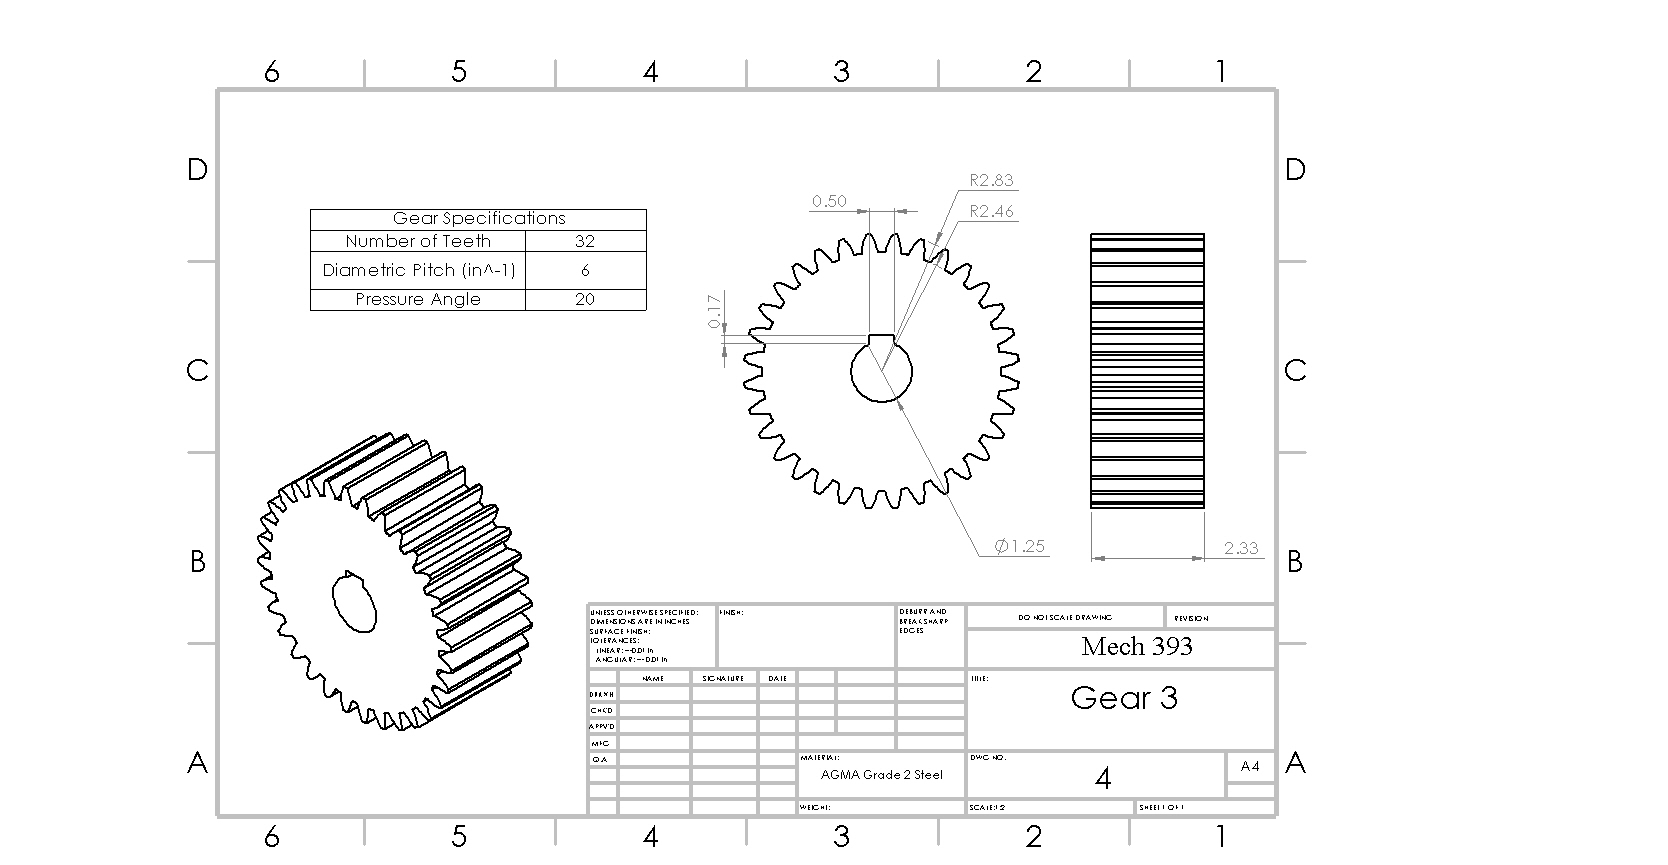 6 5 4 3 2 1
D D
R2.83
0.50
R2.46
Gear Specifications
Number of Teeth 32
Diametric Pitch (in^-1) 6
Pressure Angle 20
0.17
C C
Ø1.25
2.33
B B
UNLESS OTHERWISE SPECIFIED:
DIMENSIONS ARE IN INCHES
SURFACE FINISH:
TOLERANCES:
LINEAR: +-0.01 in
ANGULAR: +-0.01 in
FINISH:
DEBURR AND
BREAK SHARP
EDGES
DO NOT SCALE DRAWING
REVISION
Mech 393
NAME SIGNATURE DATE
TITLE:
Gear 3
DRAWN
CHK'D
APPV'D
MFG
Q.A
MATERIAL:
AGMA Grade 2 Steel
DWG NO.
4
A4
A A
WEIGHT:
SCALE:1:2
SHEET 1 OF 1
6 5 4 3 2 1